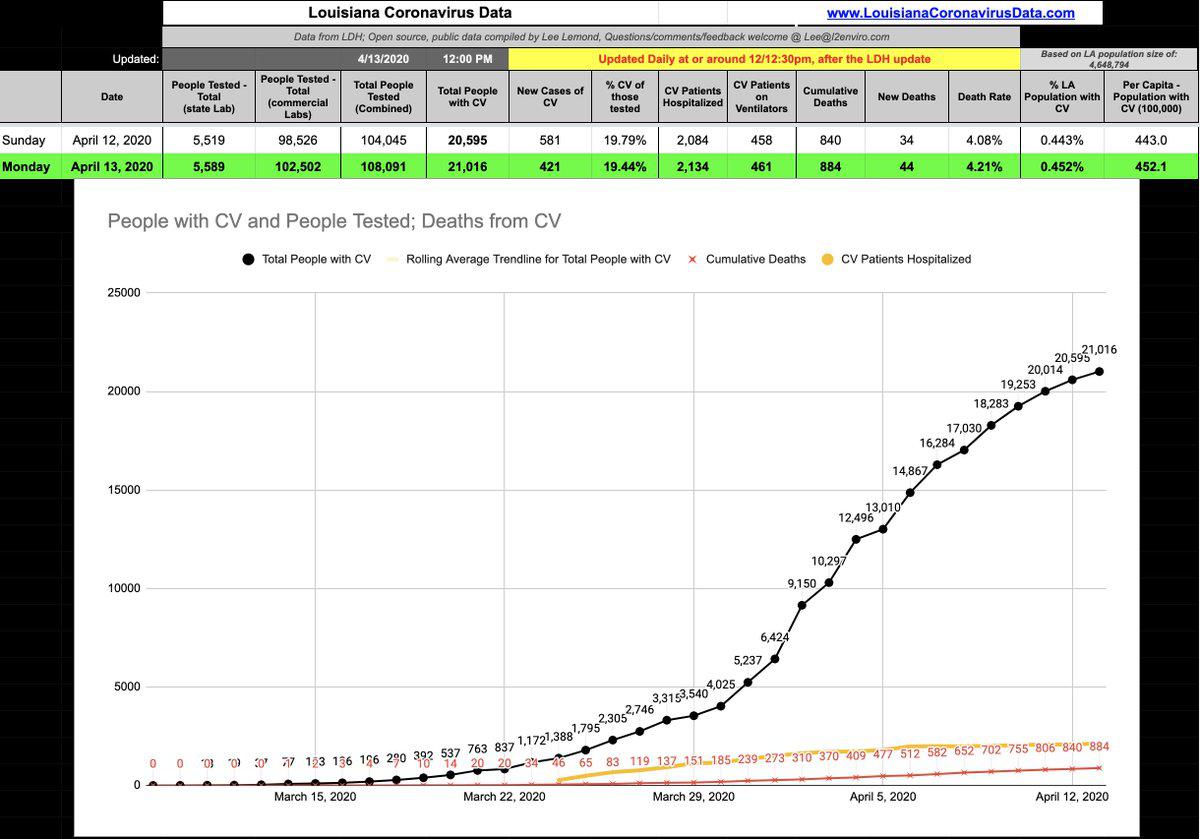 Louisiana Coronavirus Data www.LouisianaCoronavirusData.com
Data from LDH; Open source, public data compiled by Lee Lemond, Questions/comments/feedback welcome @ Lee@l2enviro.com
Updated: 4/13/2020 12:00 PM Updated Daily at or around 12/12:30pm, after the LDH update Based on LA population size of: 4,648,794
Date People Tested - Total (state Lab) People Tested - Total (commercial Labs) Total People Tested (Combined) Total People with CV New Cases of CV % CV of those tested CV Patients Hospitalized CV Patients on Ventilators Cumulative Deaths New Deaths Death Rate % LA Population with CV Per Capita - Population with CV (100,000)
Sunday April 12, 2020 5,519 98,526 104,045 20,595 581 19.79% 2,084 458 840 34 4.08% 0.443% 443.0
Monday April 13, 2020 5,589 102,502 108,091 21,016 421 19.44% 2,134 461 884 44 4.21% 0.452% 452.1
People with CV and People Tested; Deaths from CV
Total People with CV Rolling Average Trendline for Total People with CV Cumulative Deaths CV Patients Hospitalized
25000
21,016
20,595
20,014
20000
19,253
18,283
17,030
16,284
15000
14,867
13,010
12,496
10,297
10000
9,150
6,424
5,237
5000
4,025
3,315 3,540
2,746
2,305
1,795
1,172 1,388
392 537 763 837
0 0 2 3 4 7 10 14 20 20 34 46 65 83 119 137 151 185 239 273 310 370 409 477 512 582 652 702 755 806 840 884
0
March 15, 2020 March 22, 2020 March 29, 2020 April 5, 2020 April 12, 2020